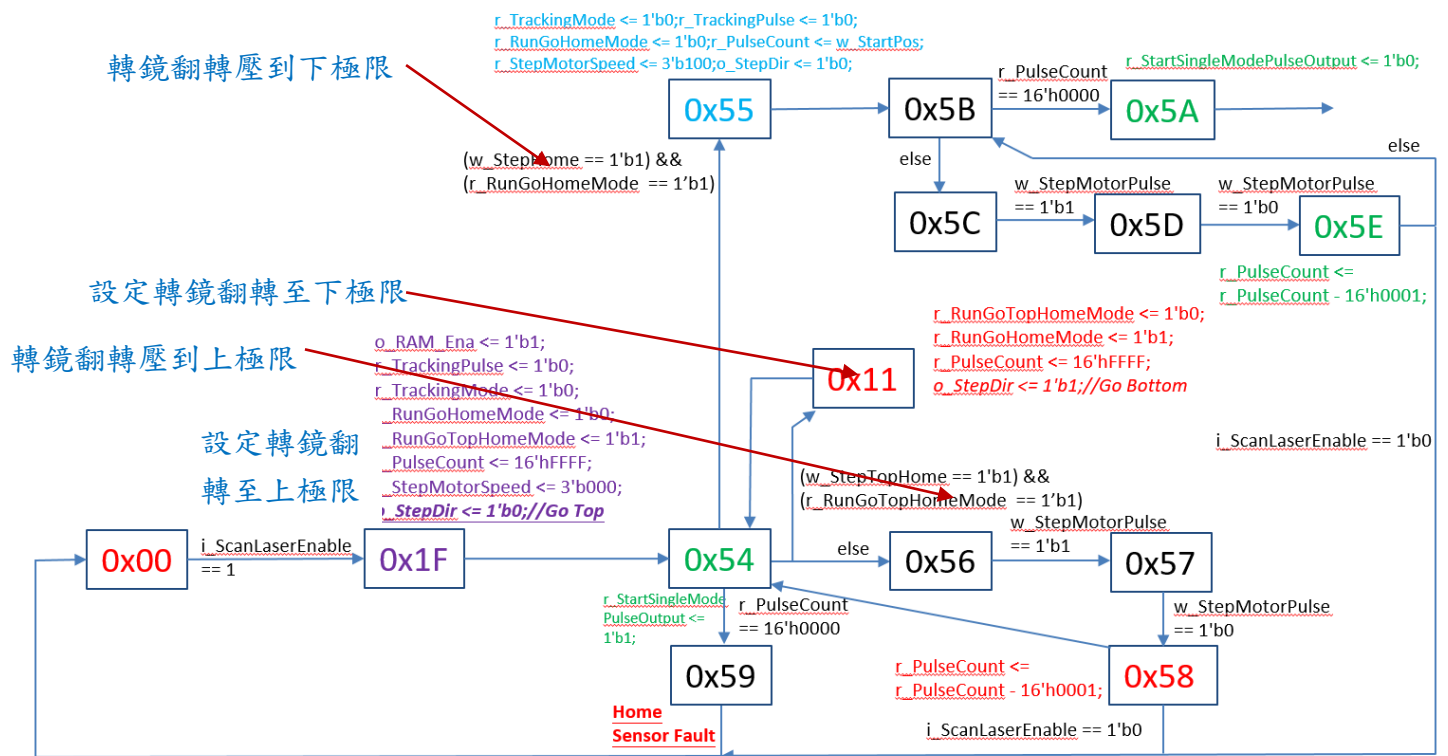 r_TrackingMode <= 1'b0;r_TrackingPulse <= 1'b0;
r_RunGoHomeMode <= 1'b0;r_PulseCount <= w_StartPos;
r_StepMotorSpeed <= 3'b100;o_StepDir <= 1'b0;
轉鏡翻轉壓到下極限
r_PulseCount
== 16'h0000
r_StartSingleModePulseOutput <= 1'b0;
0x55
0x5B
0x5A
(w_StepHome == 1'b1) &&
(r_RunGoHomeMode == 1'b1)
else
else
w_StepMotorPulse
== 1'b1
w_StepMotorPulse
== 1'b0
0x5C
0x5D
0x5E
r_PulseCount <=
r_PulseCount - 16'h0001;
設定轉鏡翻轉至下極限
r_RunGoTopHomeMode <= 1'b0;
r_RunGoHomeMode <= 1'b1;
r_PulseCount <= 16'hFFFF;
o_StepDir <= 1'b1;//Go Bottom
0x11
轉鏡翻轉壓到上極限
o_RAM_Ena <= 1'b1;
r_TrackingPulse <= 1'b0;
r_TrackingMode <= 1'b0;
_RunGoHomeMode <= 1'b0;
_RunGoTopHomeMode <= 1'b1;
_PulseCount <= 16'hFFFF;
_StepMotorSpeed <= 3'b000;
o_StepDir <= 1'b0;//Go Top
設定轉鏡翻
轉至上極限
i_ScanLaserEnable == 1'b0
(w_StepTopHome == 1'b1) &&
(r_RunGoTopHomeMode == 1'b1)
0x00
i_ScanLaserEnable
== 1
0x1F
0x54
else
0x56
w_StepMotorPulse
== 1'b1
0x57
r_StartSingleMode
PulseOutput <=
1'b1;
r_PulseCount
== 16'h0000
w_StepMotorPulse
== 1'b0
0x59
r_PulseCount <=
r_PulseCount - 16'h0001;
0x58
Home
Sensor Fault
i_ScanLaserEnable == 1'b0